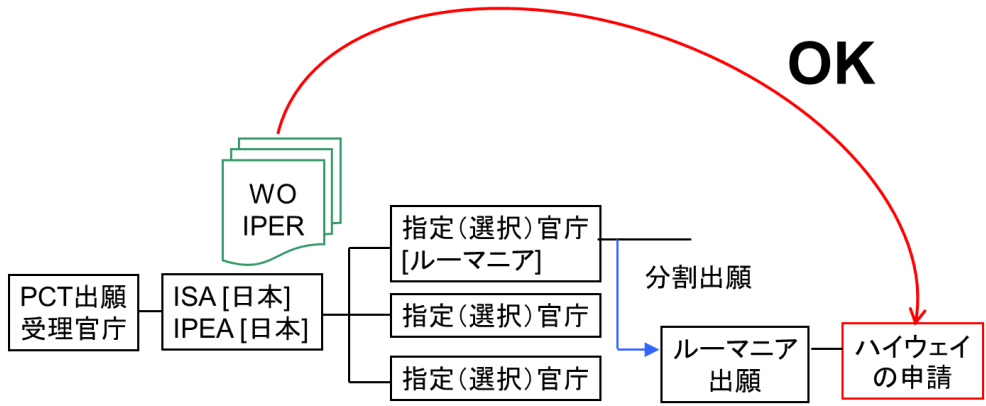 OK
WO
IPER
指定（選択）官庁
[ルーマニア]
分割出願
PCT出願
受理官庁
ISA [日本]
IPEA [日本]
指定（選択）官庁
指定（選択）官庁
ルーマニア
出願
ハイウェイ
の申請